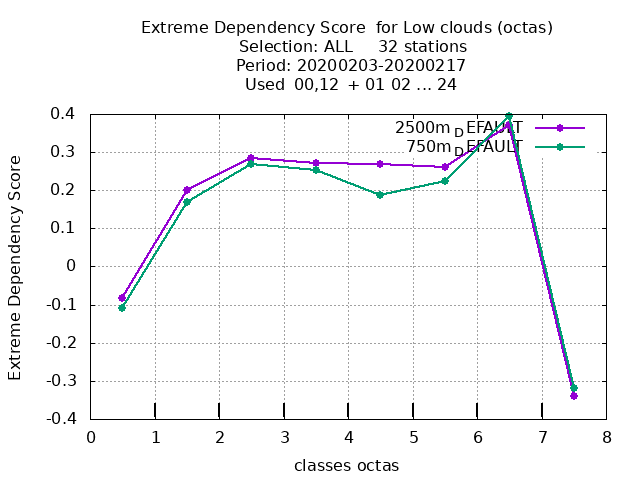 Extreme Dependency Score  for Low clouds (octas)
Selection: ALL     32 stations
Period: 20200203-20200217
Used  00,12  + 01 02 ... 24
0.4
0.3
0.2
0.1
0
-0.1
-0.2
-0.3
-0.4
Extreme Dependency Score
2500m_DEFAULT
750m_DEFAULT
0 1 2 3 4 5 6 7 8
classes octas